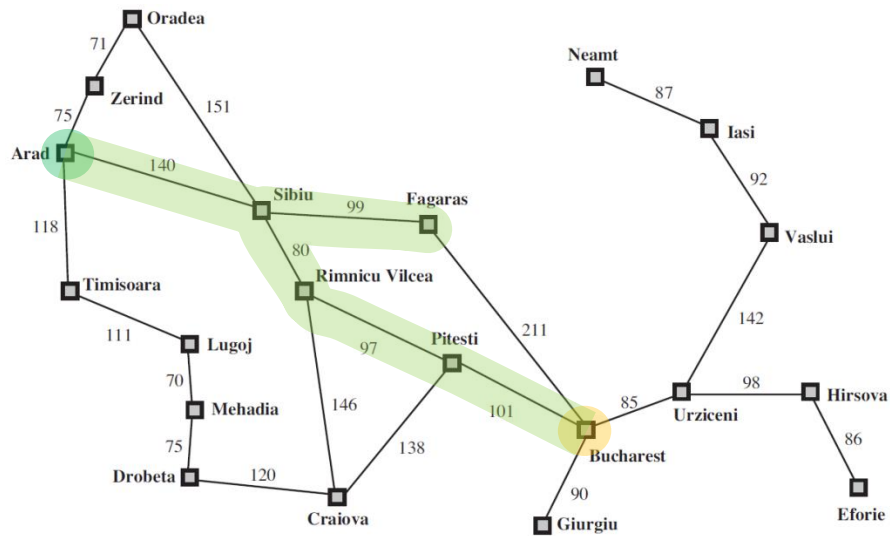 Oradea
71
Neamt
87
Zerind
151
75
Iasi
Arad
140
92
Sibiu
99
Fagaras
118
80
Vaslui
Timisoara
Rimnicu Vilcea
111
Lugoj
Pitesti
211
142
97
70
98
Hirsova
146
85
Urziceni
Mehadia
101
75
138
86
Bucharest
Drobeta
120
90
Craiova
Giurgiu
Eforie